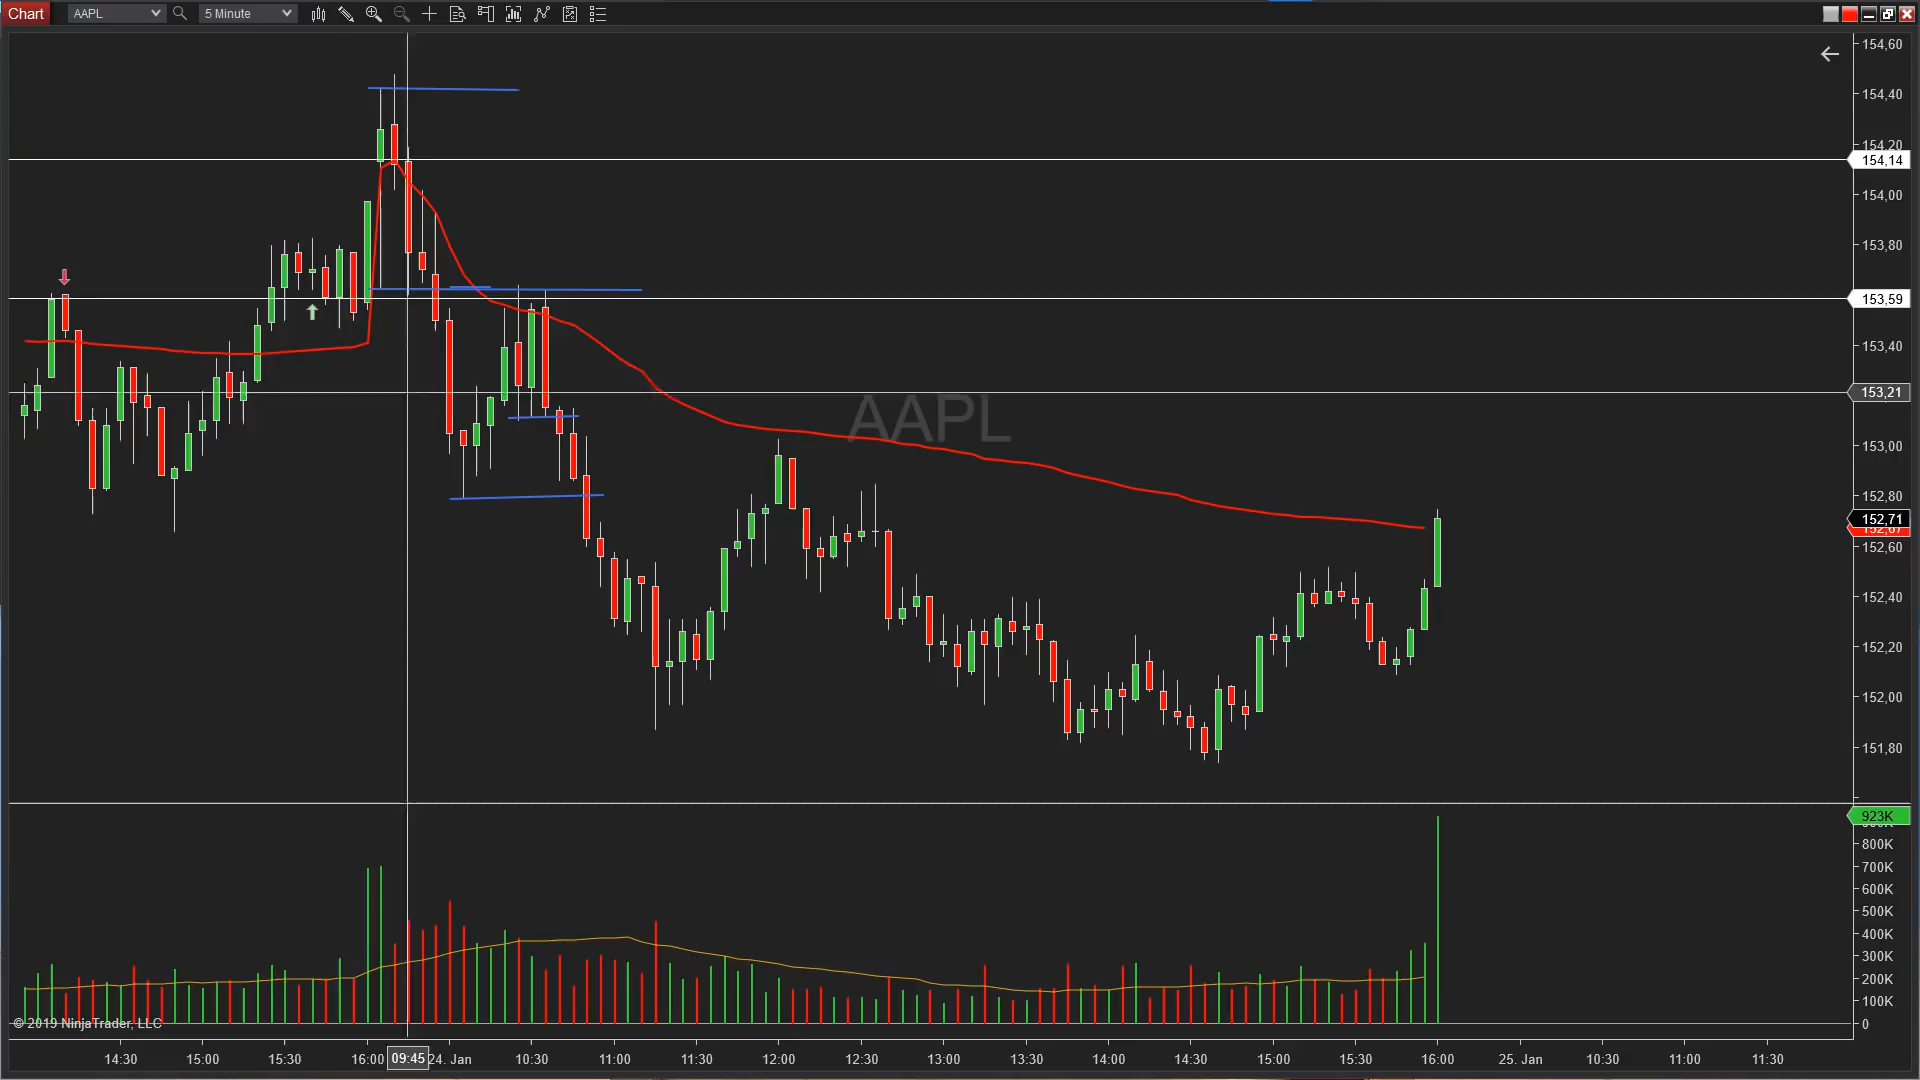 Chart AAPL 5 Minute
154,60
154,40
154,20
154,14
154,00
153,80
153,59
153,40
153,21
AAPL
153,00
152,80
152,71
152,67
152,60
152,40
152,20
152,00
151,80
923K
800K
700K
600K
500K
400K
300K
200K
100K
0
© 2019 NinjaTrader, LLC
14:30 15:00 15:30 16:00 09:45 24. Jan 10:30 11:00 11:30 12:00 12:30 13:00 13:30 14:00 14:30 15:00 15:30 16:00 25. Jan 10:30 11:00 11:30